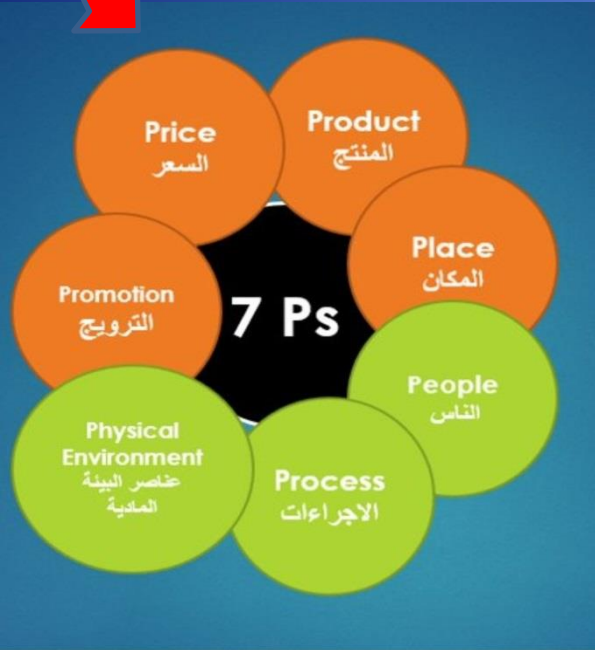 Price
السعر
Product
المنتج
Place
المكان
Promotion
الترويج
7 Ps
People
الناس
Physical
Environment
عناصر البيئة
المادية
Process
الاجراءات